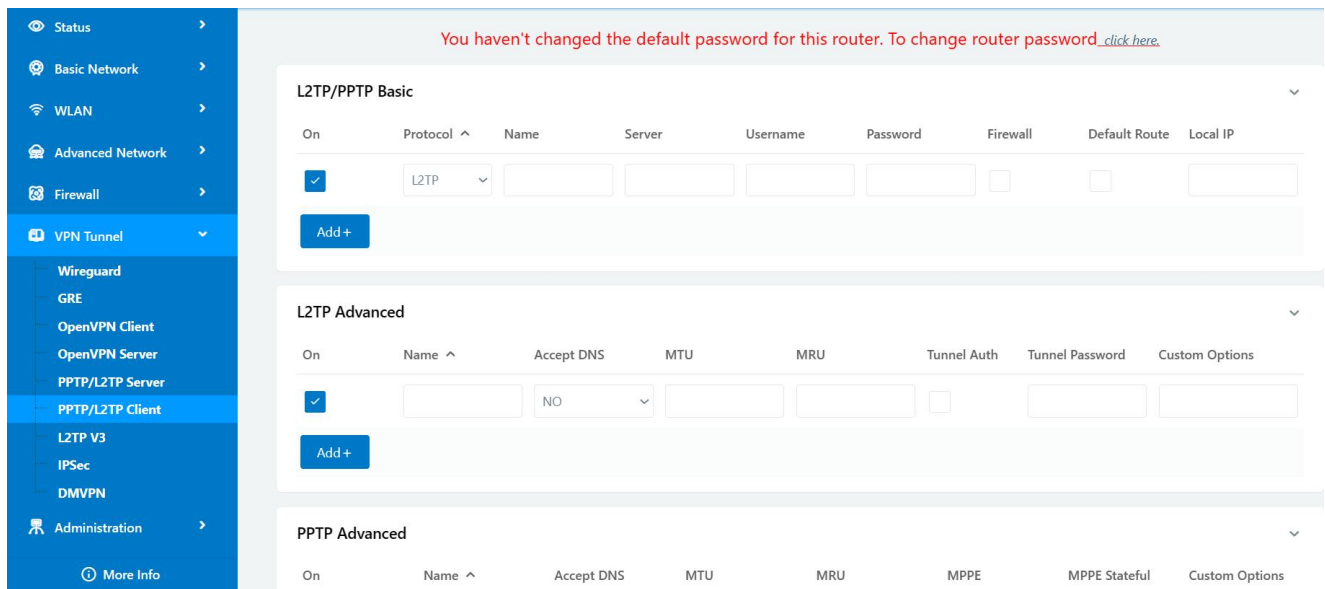 Status
Basic Network
WLAN
Advanced Network
Firewall
VPN Tunnel
Wireguard
GRE
OpenVPN Client
OpenVPN Server
PPTP/L2TP Server
PPTP/L2TP Client
L2TP V3
IPSec
DMVPN
Administration
More Info
You haven't changed the default password for this router. To change router password click here.
L2TP/PPTP Basic
On Protocol Name Server Username Password Firewall Default Route Local IP
L2TP
Add+
L2TP Advanced
On Name Accept DNS MTU MRU Tunnel Auth Tunnel Password Custom Options
NO
Add+
PPTP Advanced
On Name Accept DNS MTU MRU MPPE MPPE Stateful Custom Options